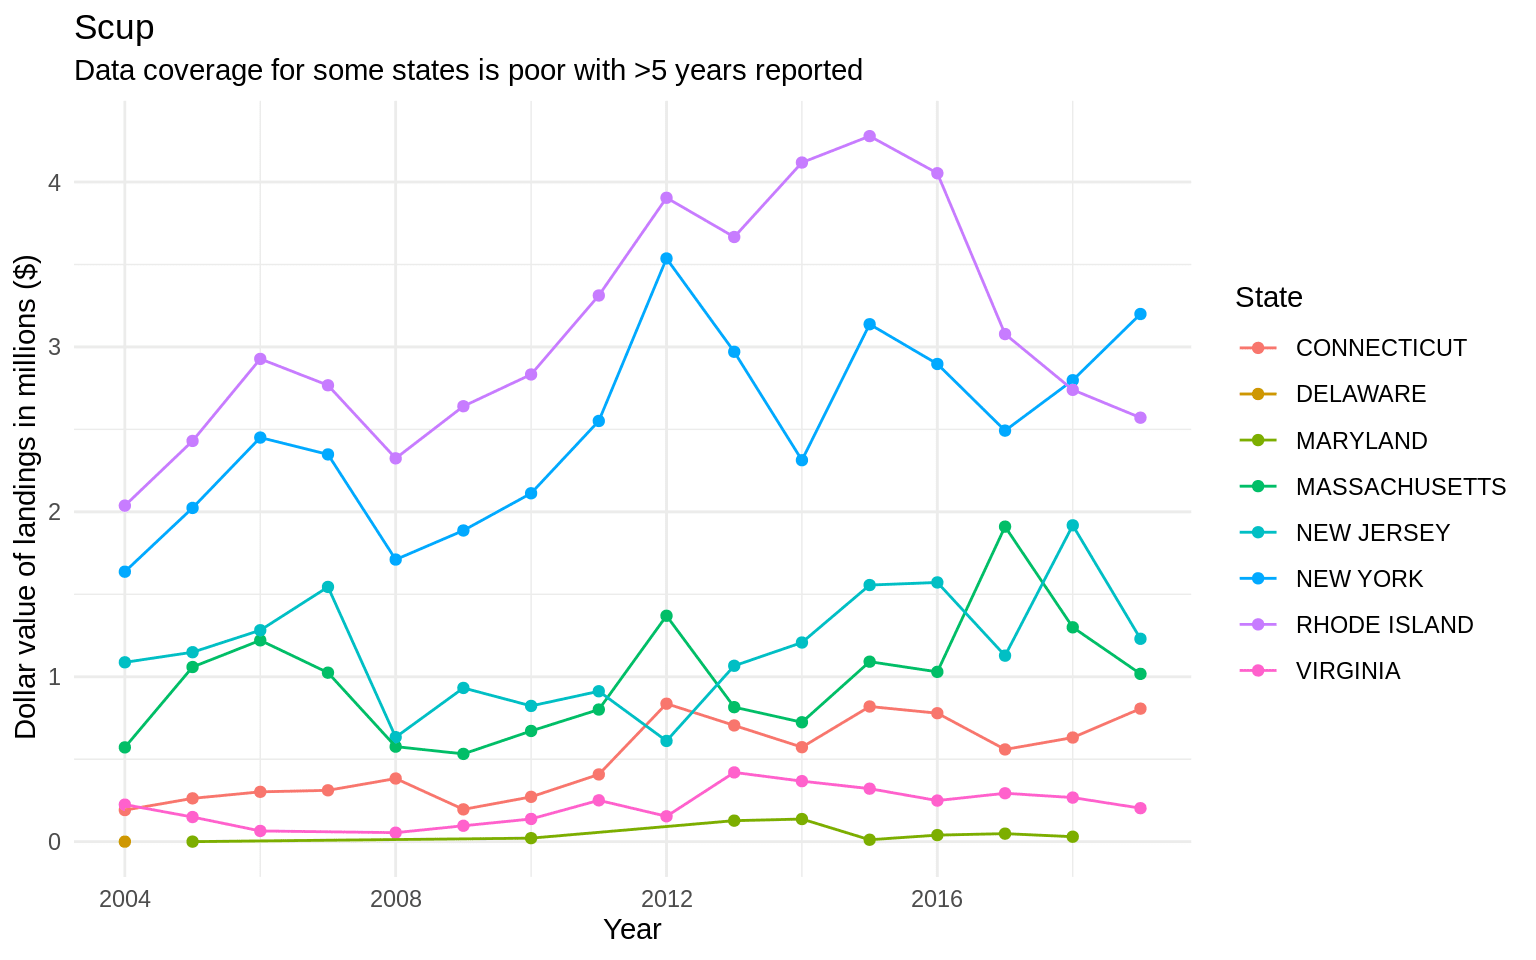 Scup
Data coverage for some states is poor with >5 years reported
Dollar value of landings in millions ($)
4
3
2
1
0
2004
2008
2012
2016
Year
State
CONNECTICUT
DELAWARE
MARYLAND
MASSACHUSETTS
NEW JERSEY
NEW YORK
RHODE ISLAND
VIRGINIA